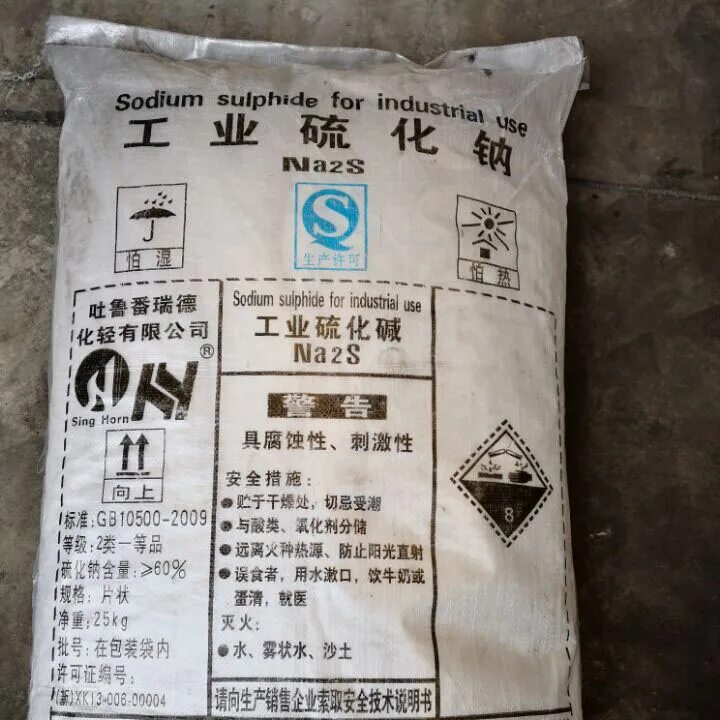 Sodium sulphide for industrial use
工业硫化钠
Na2S
怕湿
生产许可
怕热
吐鲁番瑞德
化轻有限公司
®
Sing Horn
向上
标准:GB10500-2009
等级:2类一等品
硫化钠含量:≥60%
规格:片状
净重:25kg
批号:在包装袋内
许可证编号:
(新)XK13-006-00004
Sodium sulphide for industrial use
工业硫化碱
Na2S
警告
具腐蚀性、刺激性
安全措施:
●贮于干燥处,切忌受潮
●与酸类、氧化剂分储
●远离火种热源、防止阳光直射
●误食者,用水漱口,饮牛奶或
蛋清,就医
灭火:
●水、雾状水、沙土
请向生产销售企业索取安全技术说明书
8